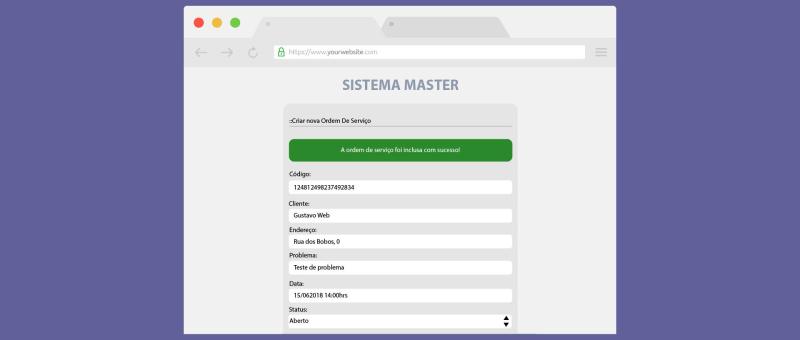 https://www.yourwebsite.com
SISTEMA MASTER
::Criar nova Ordem De Serviço
A ordem de serviço foi inclusa com sucesso!
Código:
124812498237492834
Cliente:
Gustavo Web
Endereço:
Rua dos Bobos, 0
Problema:
Teste de problema
Data:
15/062018 14:00hrs
Status:
Aberto